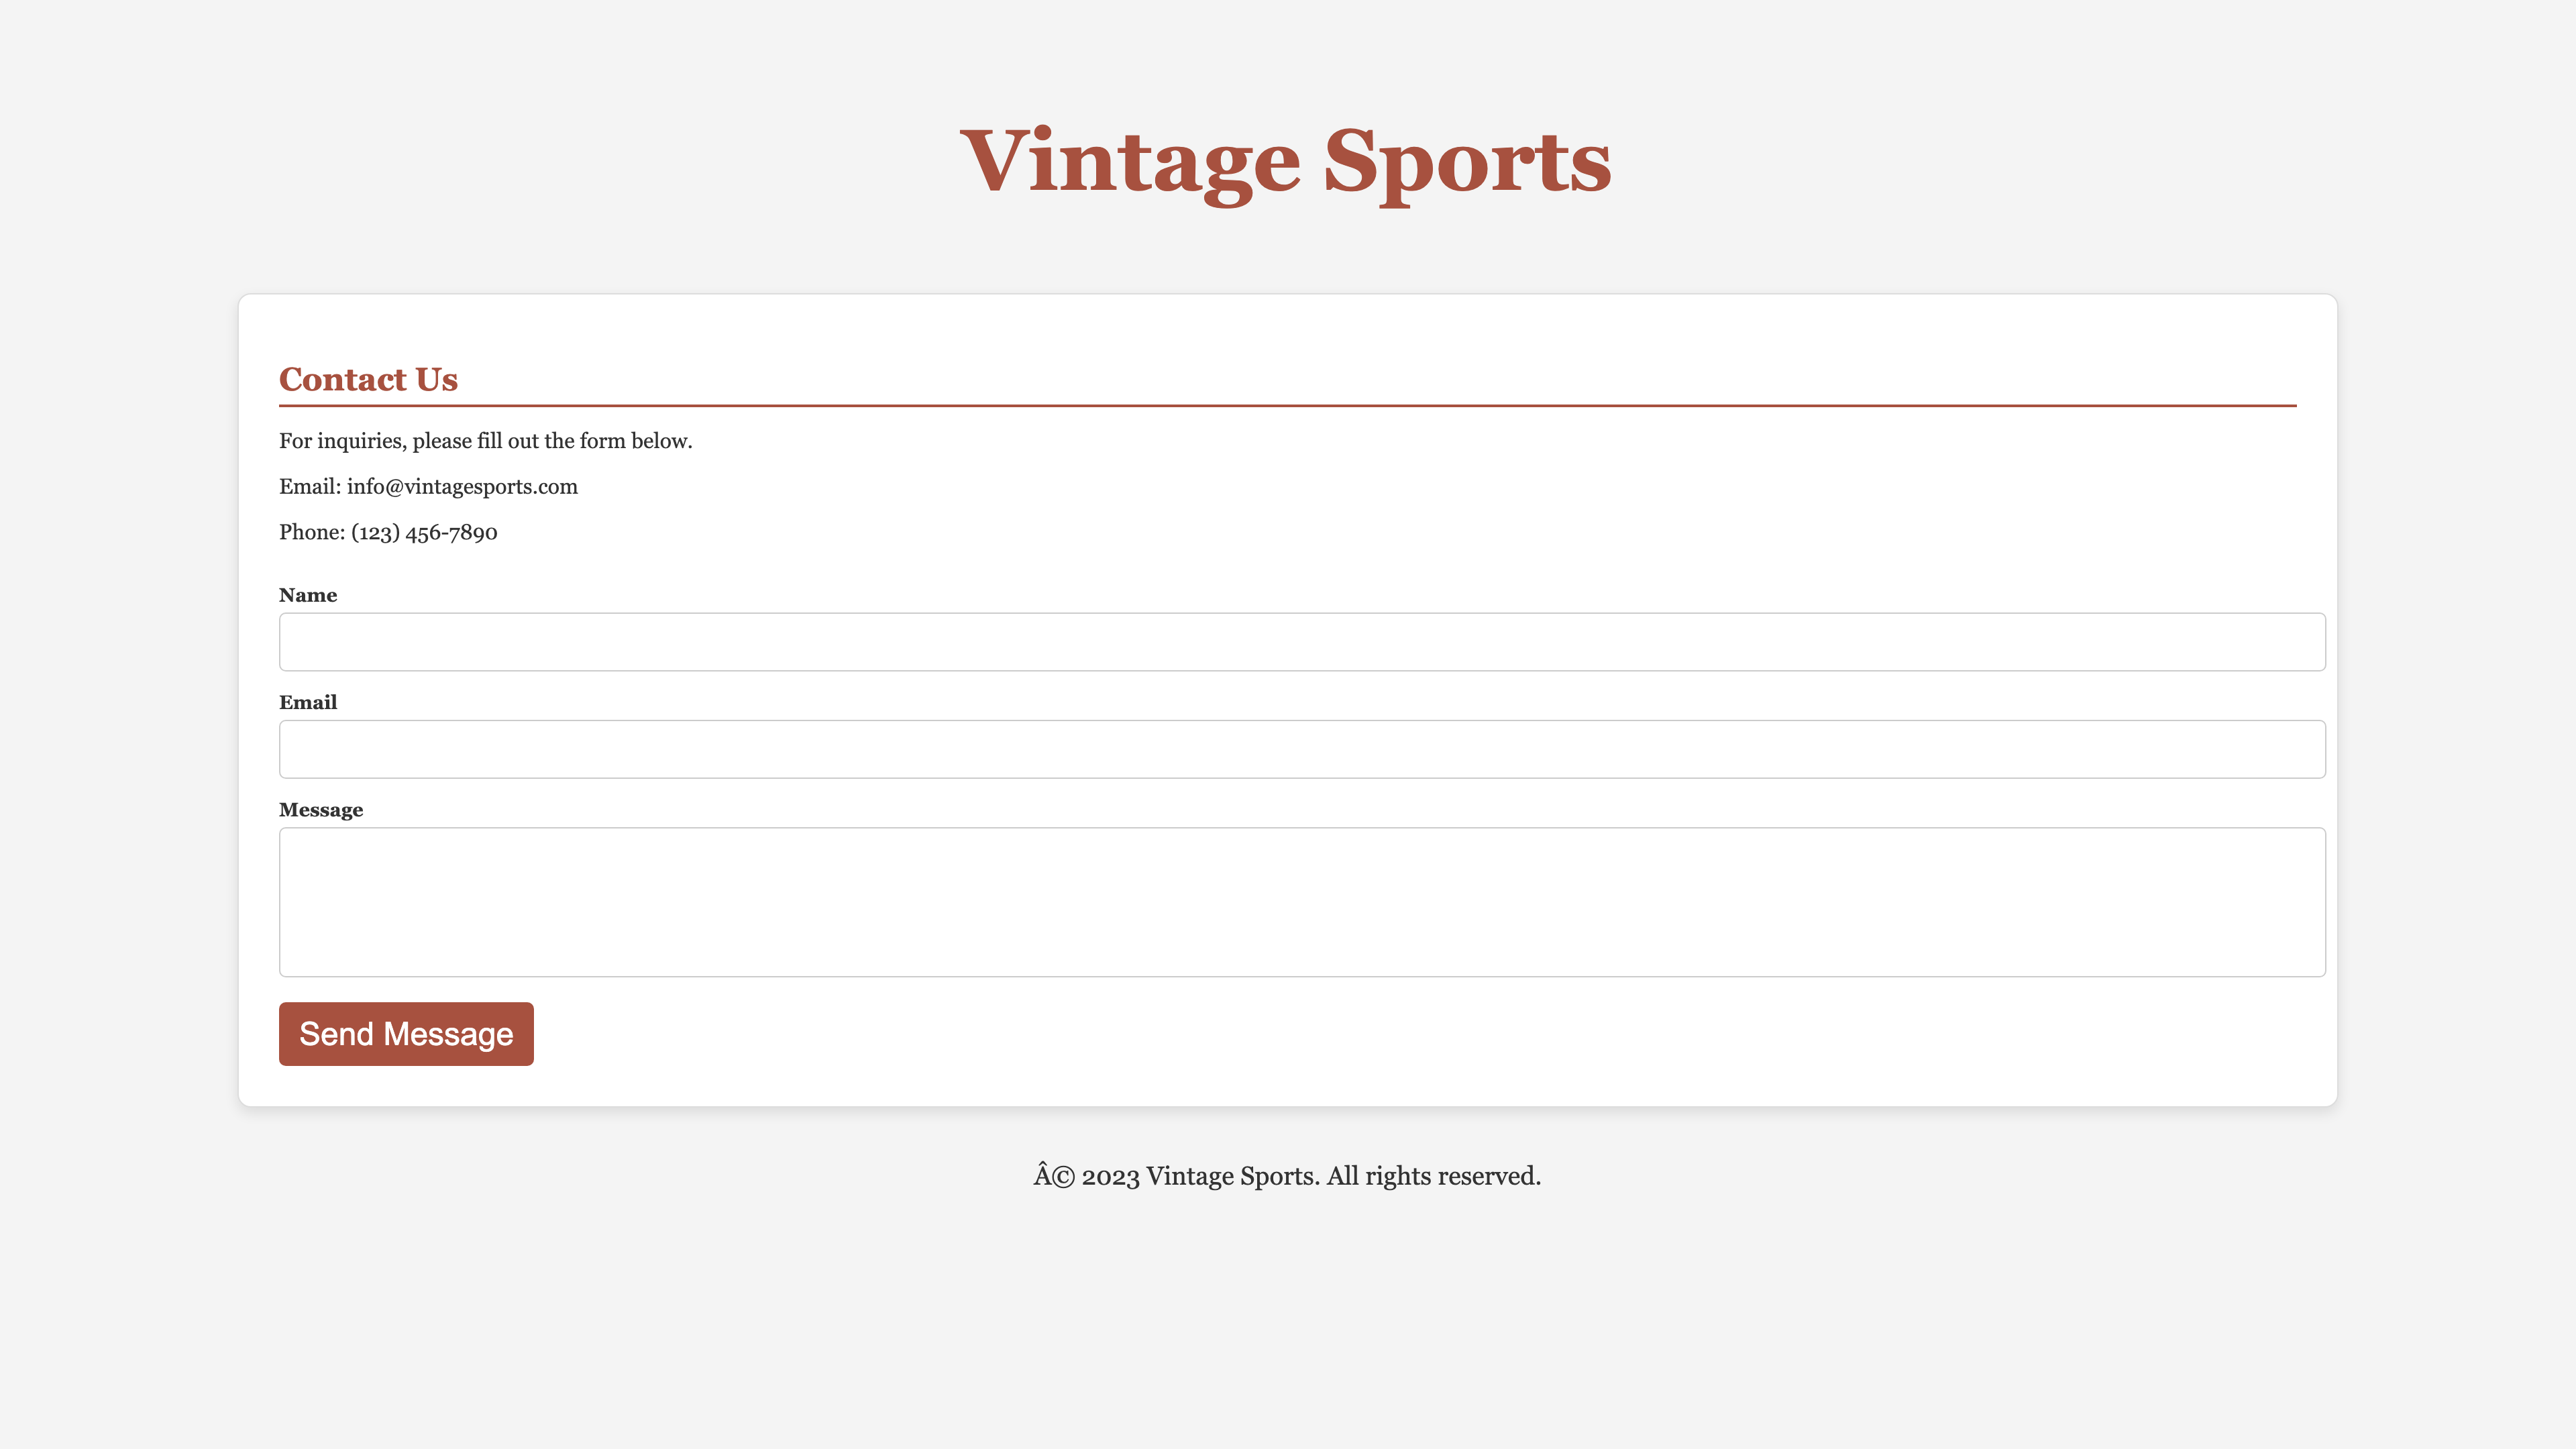 Vintage Sports
Contact Us
For inquiries, please fill out the form below.
Email: info@vintagesports.com
Phone: (123) 456-7890
Name
Email
Message
Send Message
Â© 2023 Vintage Sports. All rights reserved.